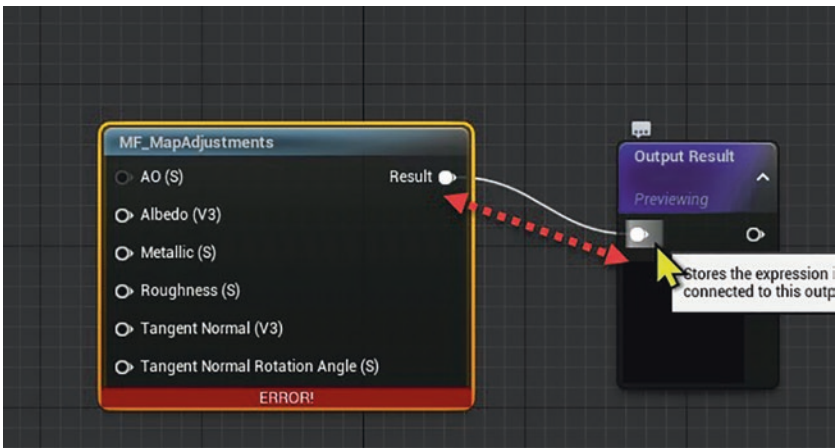 MF_MapAdjustments
AO (S)
Result
Albedo (V3)
Metallic (S)
Roughness (S)
Tangent Normal (V3)
Tangent Normal Rotation Angle (S)
ERROR!
Output Result
Previewing
Stores the expression
connected to this outp